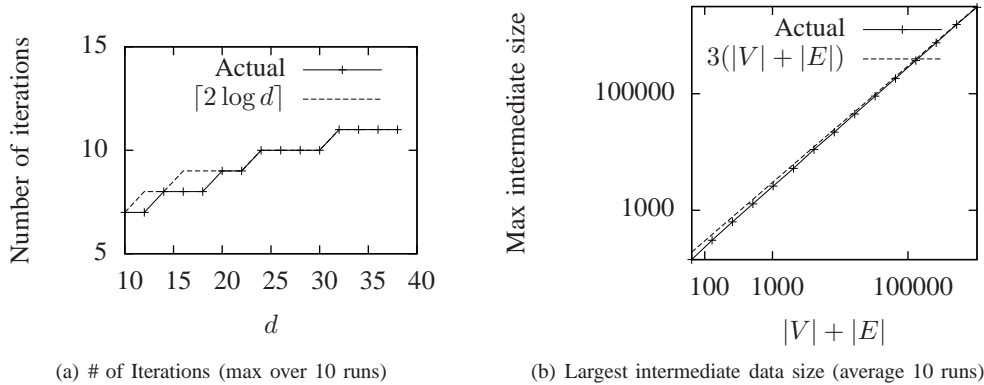 Number of iterations
15
10
5
Actual
⌈2 log d⌉
10 15 20 25 30 35 40
d
(a) # of Iterations (max over 10 runs)
Max intermediate size
100000
1000
Actual
3(|V| + |E|)
100 1000 100000
|V| + |E|
(b) Largest intermediate data size (average 10 runs)